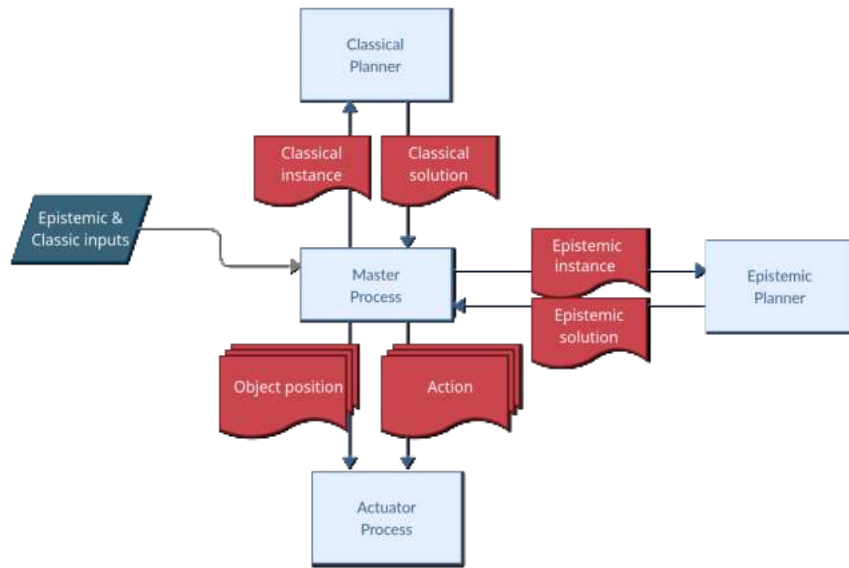 Classical
Planner
Classical
instance
Classical
solution
Epistemic &
Classic inputs
Master
Process
Epistemic
instance
Epistemic
solution
Epistemic
Planner
Object position
Action
Actuator
Process